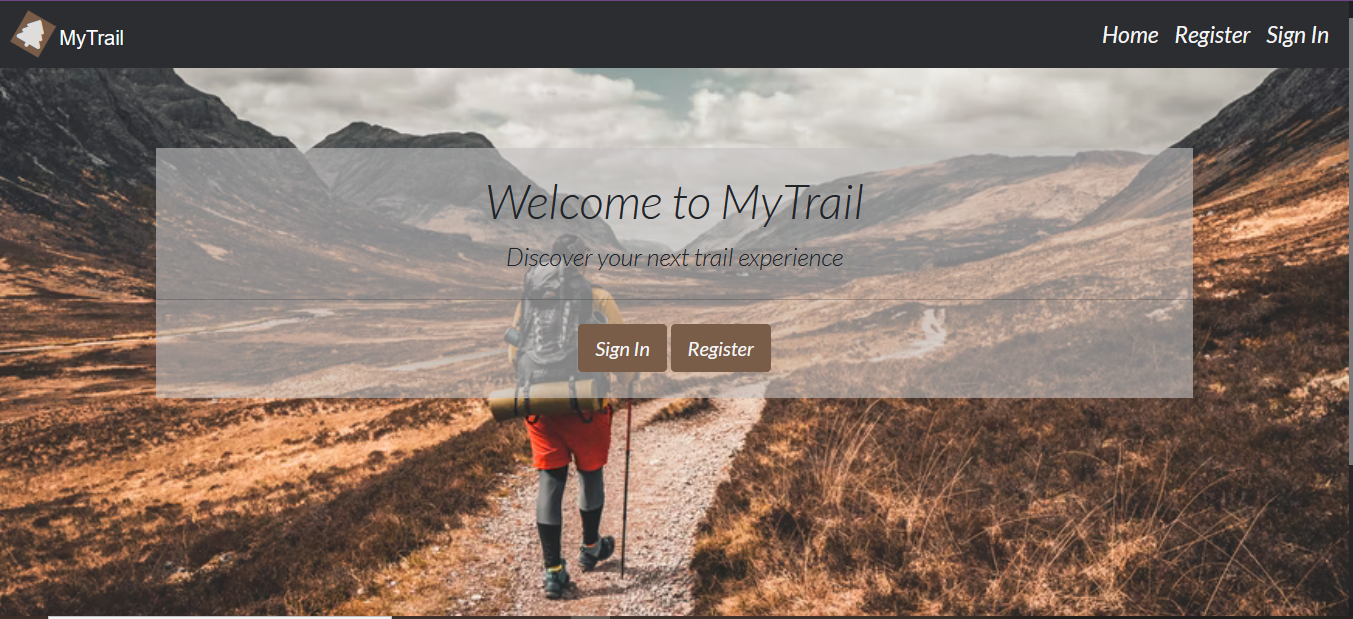 MyTrail
Home Register Sign In
Welcome to MyTrail
Discover your next trail experience
Sign In Register